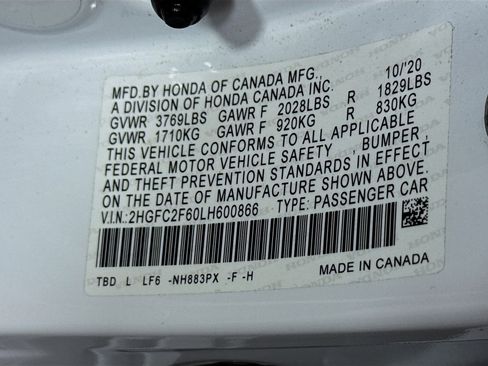 MFD.BY HONDA OF CANADA MFG., 10/'20
A DIVISION OF HONDA CANADA INC.
GVWR 3769LBS GAWR F 2028LBS R 1829LBS
GVWR 1710KG GAWR F 920KG R 830KG
THIS VEHICLE CONFORMS TO ALL APPLICABLE
FEDERAL MOTOR VEHICLE SAFETY BUMPER,
AND THEFT PREVENTION STANDARDS IN EFFECT
ON THE DATE OF MANUFACTURE SHOWN ABOVE.
V.I.N.:2HGFC2F60LH600866 TYPE: PASSENGER CAR
TBD L LF6 -NH883PX -F -H MADE IN CANADA